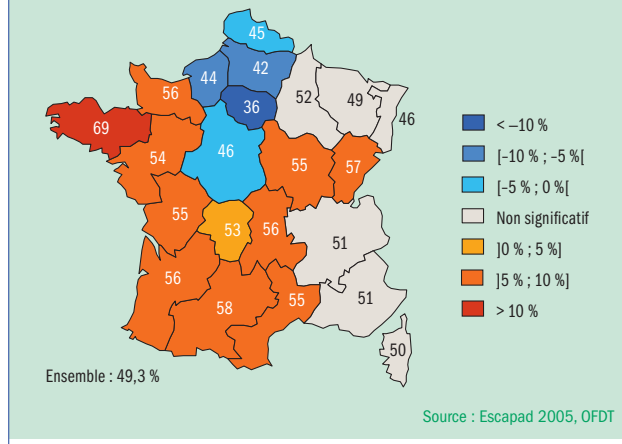 45
44
42
56
36
52
49
46
69
54
46
55
57
55
53
56
51
56
58
55
51
50
< –10 %
[-10 % ; -5 %[
[-5 % ; 0 %[
Non significatif
]0 % ; 5 %]
]5 % ; 10 %]
> 10 %
Ensemble : 49,3 %
Source : Escapad 2005, OFDT